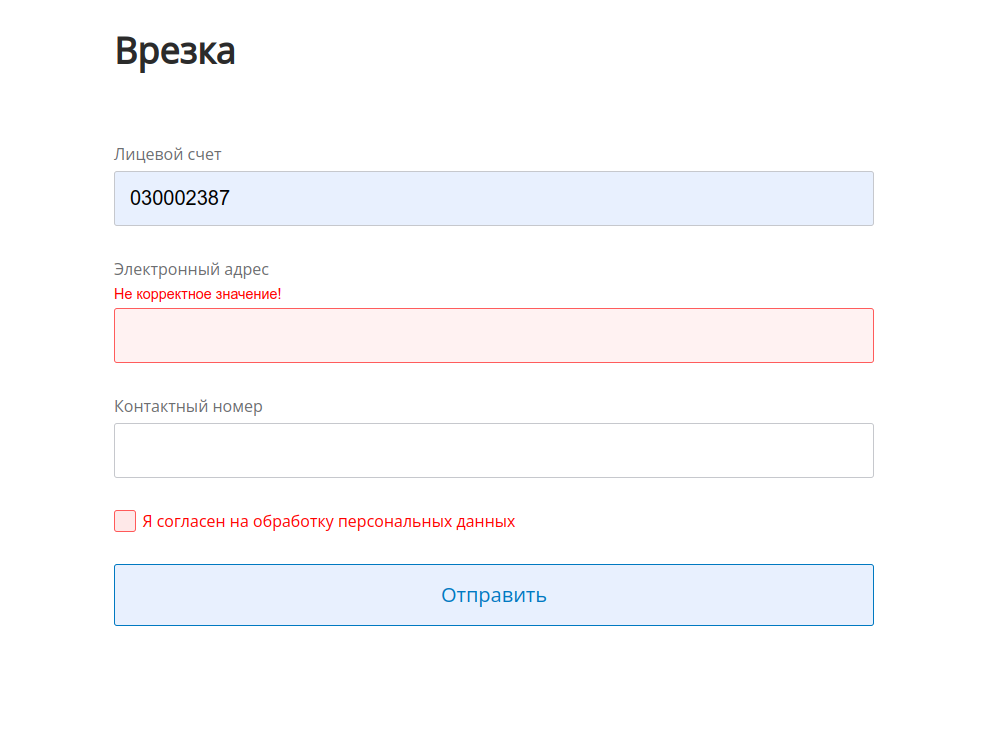 Врезка
Лицевой счет
030002387
Электронный адрес
Не корректное значение!
Контактный номер
Я согласен на обработку персональных данных
Отправить